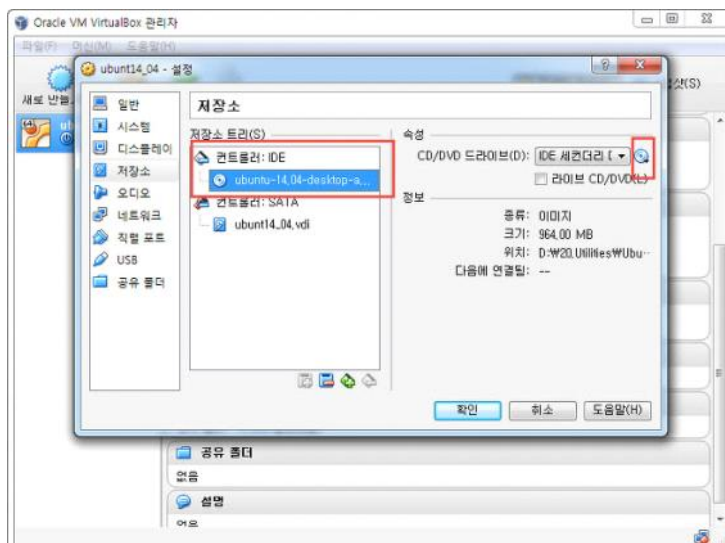 Oracle VM VirtualBox 관리자
파일(F) 머신(M) 도움말(H)
ubunt14_04 - 설정
새로 만들
샷(S)
일반
시스템
디스플레이
저장소
오디오
네트워크
직렬 포트
USB
공유 폴더
저장소
저장소 트리(S)
컨트롤러: IDE
ubuntu-14,04-desktop-a...
컨트롤러: SATA
ubunt14_04,vdi
속성
CD/DVD 드라이브(D): IDE 세컨더리
라이브 CD/DVD(L)
정보
종류: 이미지
크기: 964,00 MB
위치: D:₩20,Utilities₩Ubu...
다음에 연결됨: --
확인 취소 도움말(H)
공유 폴더
없음
설명
없음